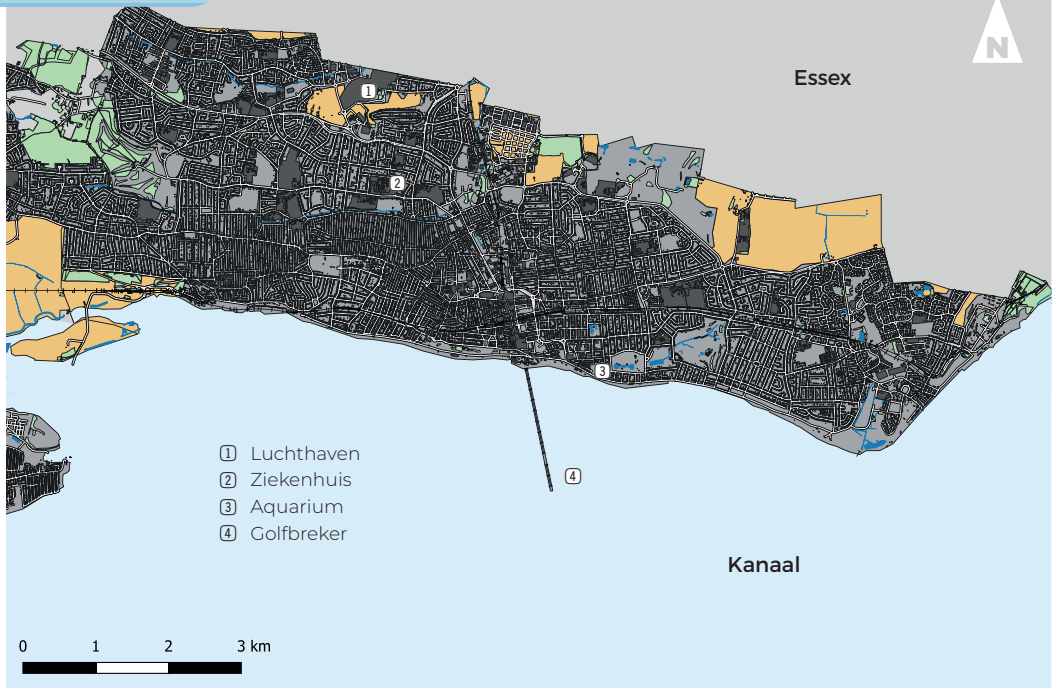 N
Essex
1
2
3
4
1 Luchthaven
2 Ziekenhuis
3 Aquarium
4 Golfbreker
Kanaal
0 1 2 3 km